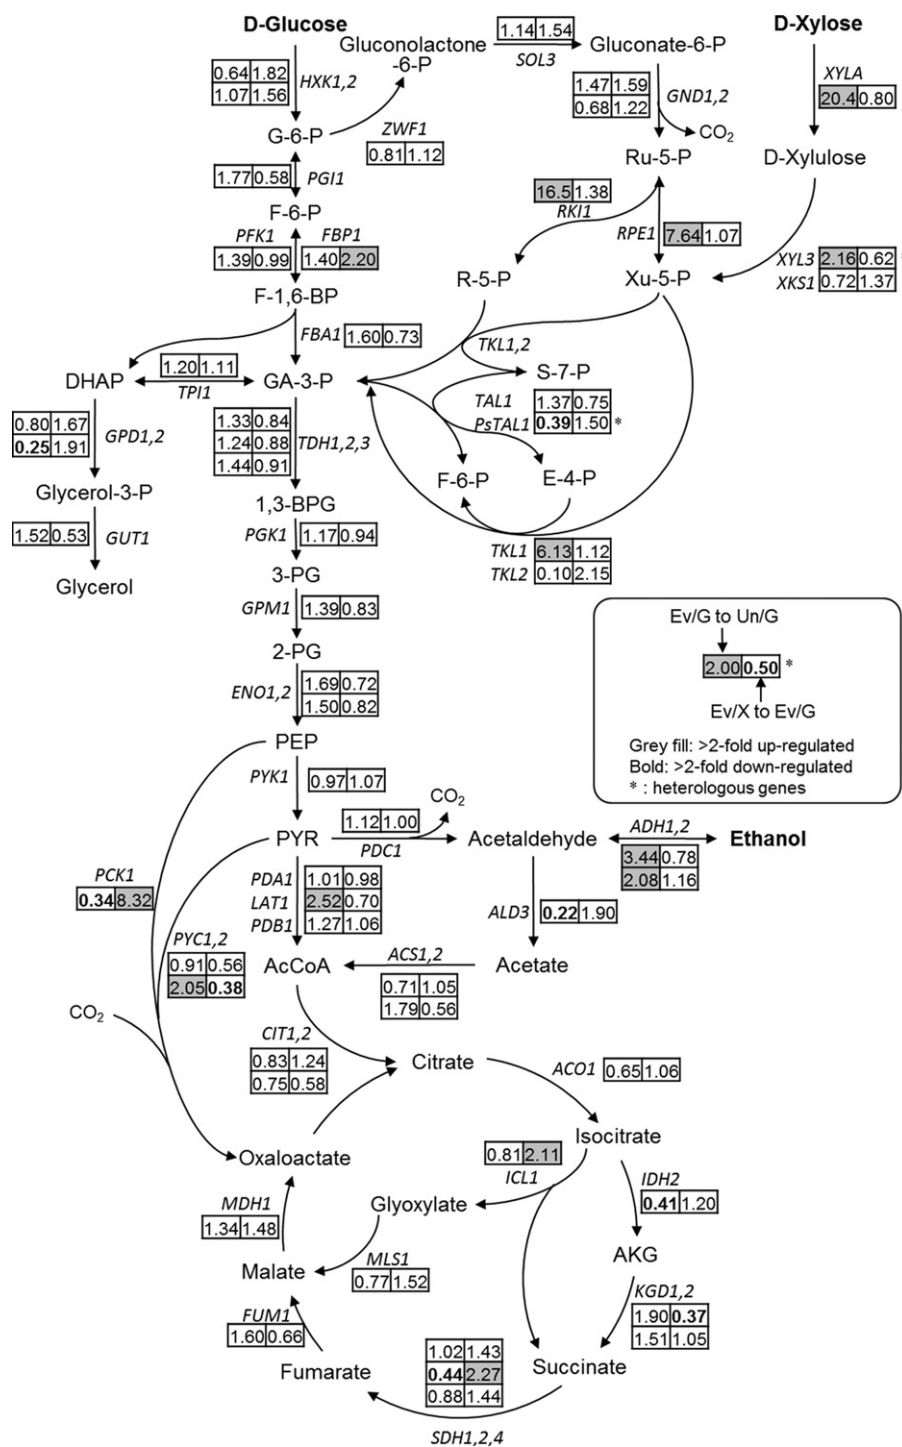 D-Glucose
0.64 1.82
1.07 1.56
HXK1,2
Gluconolactone
-6-P
1.14 1.54
SOL3
Gluconate-6-P
D-Xylose
XYLA
20.4 0.80
1.47 1.59
0.68 1.22
GND1,2
CO2
G-6-P
ZWF1
0.81 1.12
Ru-5-P
D-Xylulose
1.77 0.58
PGI1
16.5 1.38
RKI1
RPE1
7.64 1.07
F-6-P
PFK1
1.39 0.99
FBP1
1.40 2.20
R-5-P
Xu-5-P
XYL3
2.16 0.62
*
XKS1
0.72 1.37
F-1,6-BP
FBA1
1.60 0.73
TKL1,2
DHAP
1.20 1.11
TPI1
GA-3-P
S-7-P
TAL1
1.37 0.75
PsTAL1
0.39 1.50 *
0.80 1.67
0.25 1.91
GPD1,2
1.33 0.84
1.24 0.88
1.44 0.91
TDH1,2,3
F-6-P
E-4-P
Glycerol-3-P
1,3-BPG
1.52 0.53
GUT1
PGK1
1.17 0.94
TKL1
6.13 1.12
TKL2
0.10 2.15
Glycerol
3-PG
GPM1
1.39 0.83
2-PG
ENO1,2
1.69 0.72
1.50 0.82
Ev/G to Un/G
2.00 0.50 *
Ev/X to Ev/G
Grey fill: >2-fold up-regulated
Bold: >2-fold down-regulated
* : heterologous genes
PEP
PYK1
0.97 1.07
CO2
PYR
1.12 1.00
PDC1
Acetaldehyde
ADH1,2
3.44 0.78
2.08 1.16
Ethanol
PCK1
0.34 8.32
PDA1
1.01 0.98
LAT1
2.52 0.70
PDB1
1.27 1.06
ALD3
0.22 1.90
PYC1,2
0.91 0.56
2.05 0.38
AcCoA
ACS1,2
0.71 1.05
1.79 0.56
Acetate
CO2
CIT1,2
0.83 1.24
0.75 0.58
Citrate
ACO1
0.65 1.06
Isocitrate
Oxaloactate
0.81 2.11
ICL1
IDH2
0.41 1.20
MDH1
1.34 1.48
Glyoxylate
AKG
Malate
MLS1
0.77 1.52
KGD1,2
1.90 0.37
1.51 1.05
FUM1
1.60 0.66
Fumarate
1.02 1.43
0.44 2.27
0.88 1.44
SDH1,2,4
Succinate